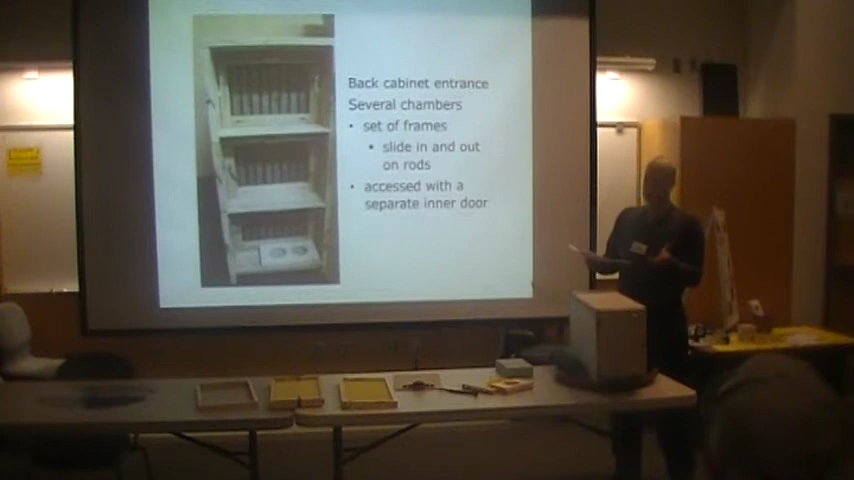 Back cabinet entrance
Several chambers
• set of frames
• slide in and out
on rods
• accessed with a
separate inner door